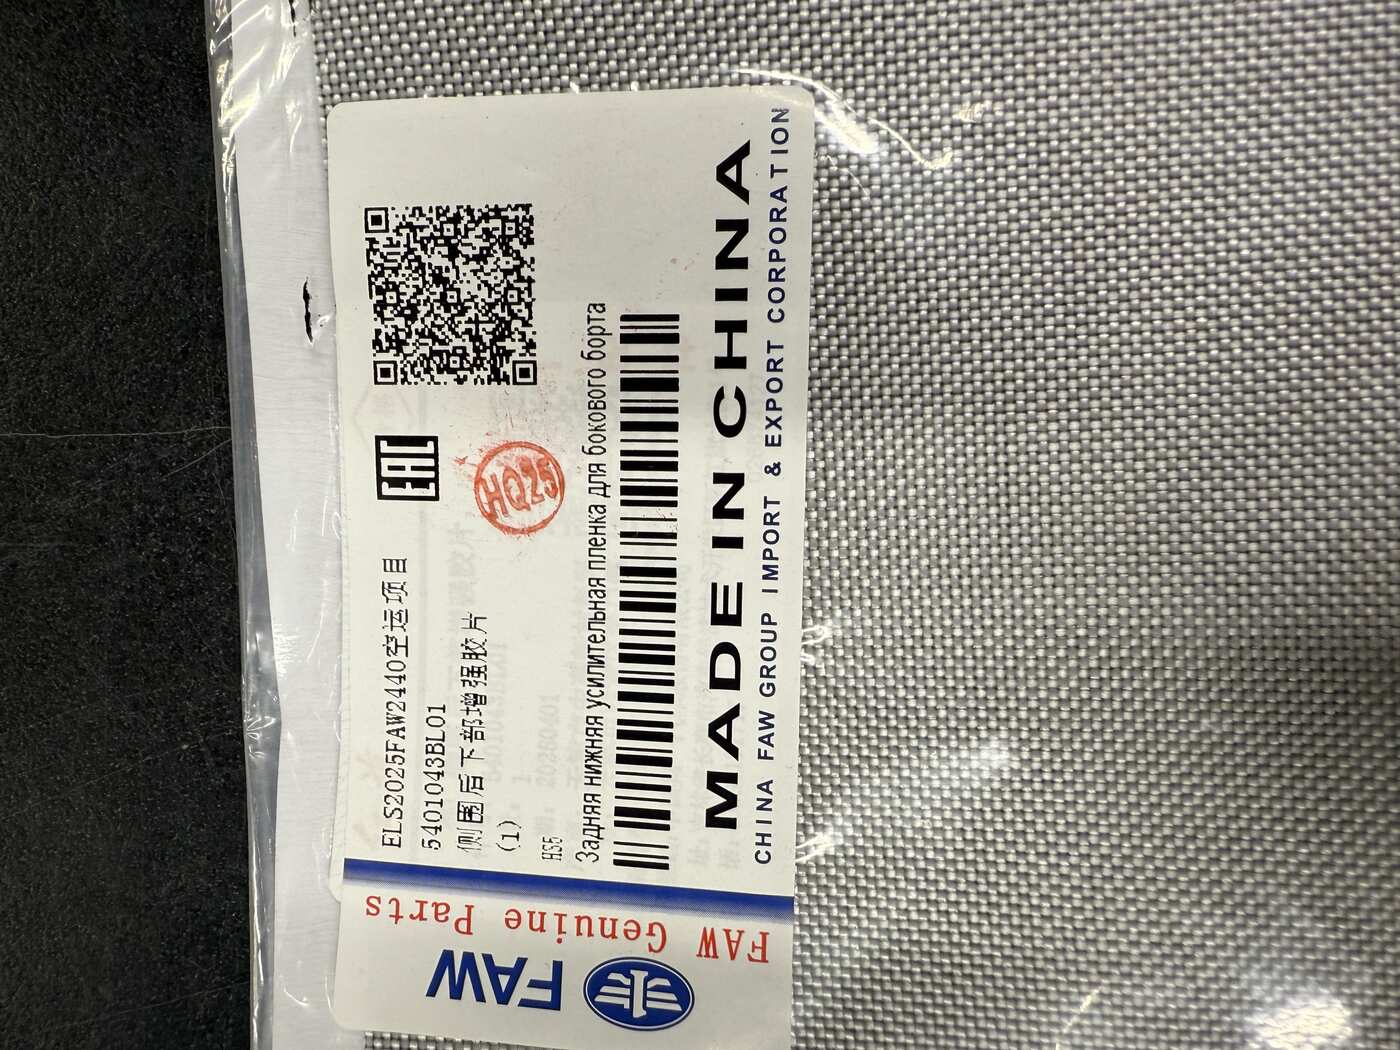 ELS2025FAW2440空运项目
5401043BL01
侧围后下部增强胶片
(1)
HS5
EAC
HQ25
Задняя нижняя усилительная пленка для бокового борта
MADE IN CHINA
CHINA FAW GROUP IMPORT & EXPORT CORPORATION
FAW Genuine Parts
FAW